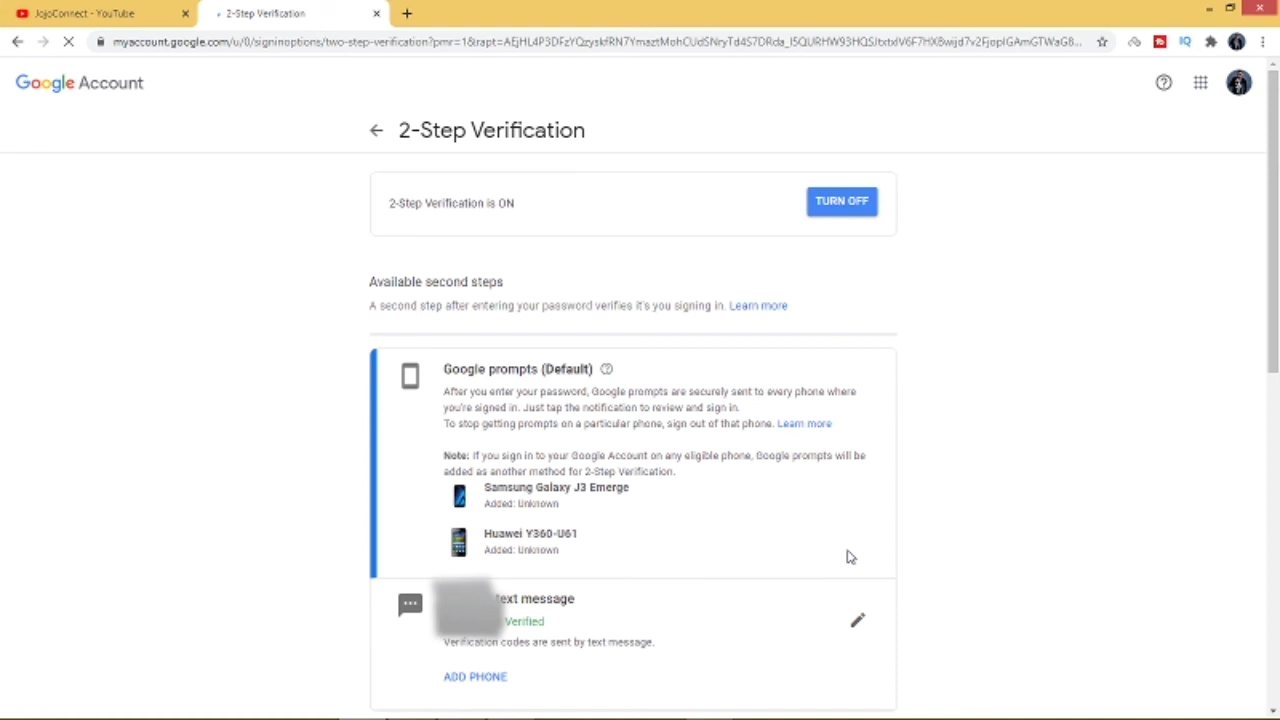 JojoConnect - YouTube
2-Step Verification
Google Account
2-Step Verification
2-Step Verification is ON
TURN OFF
Available second steps
A second step after entering your password verifies it's you signing in. Learn more
Google prompts (Default)
After you enter your password, Google prompts are securely sent to every phone where
you're signed in. Just tap the notification to review and sign in.
To stop getting prompts on a particular phone, sign out of that phone. Learn more
Note: If you sign in to your Google Account on any eligible phone, Google prompts will be
added as another method for 2-Step Verification.
Samsung Galaxy J3 Emerge
Added: Unknown
Huawei Y360-U61
Added: Unknown
text message
Verified
Verification codes are sent by text message.
ADD PHONE